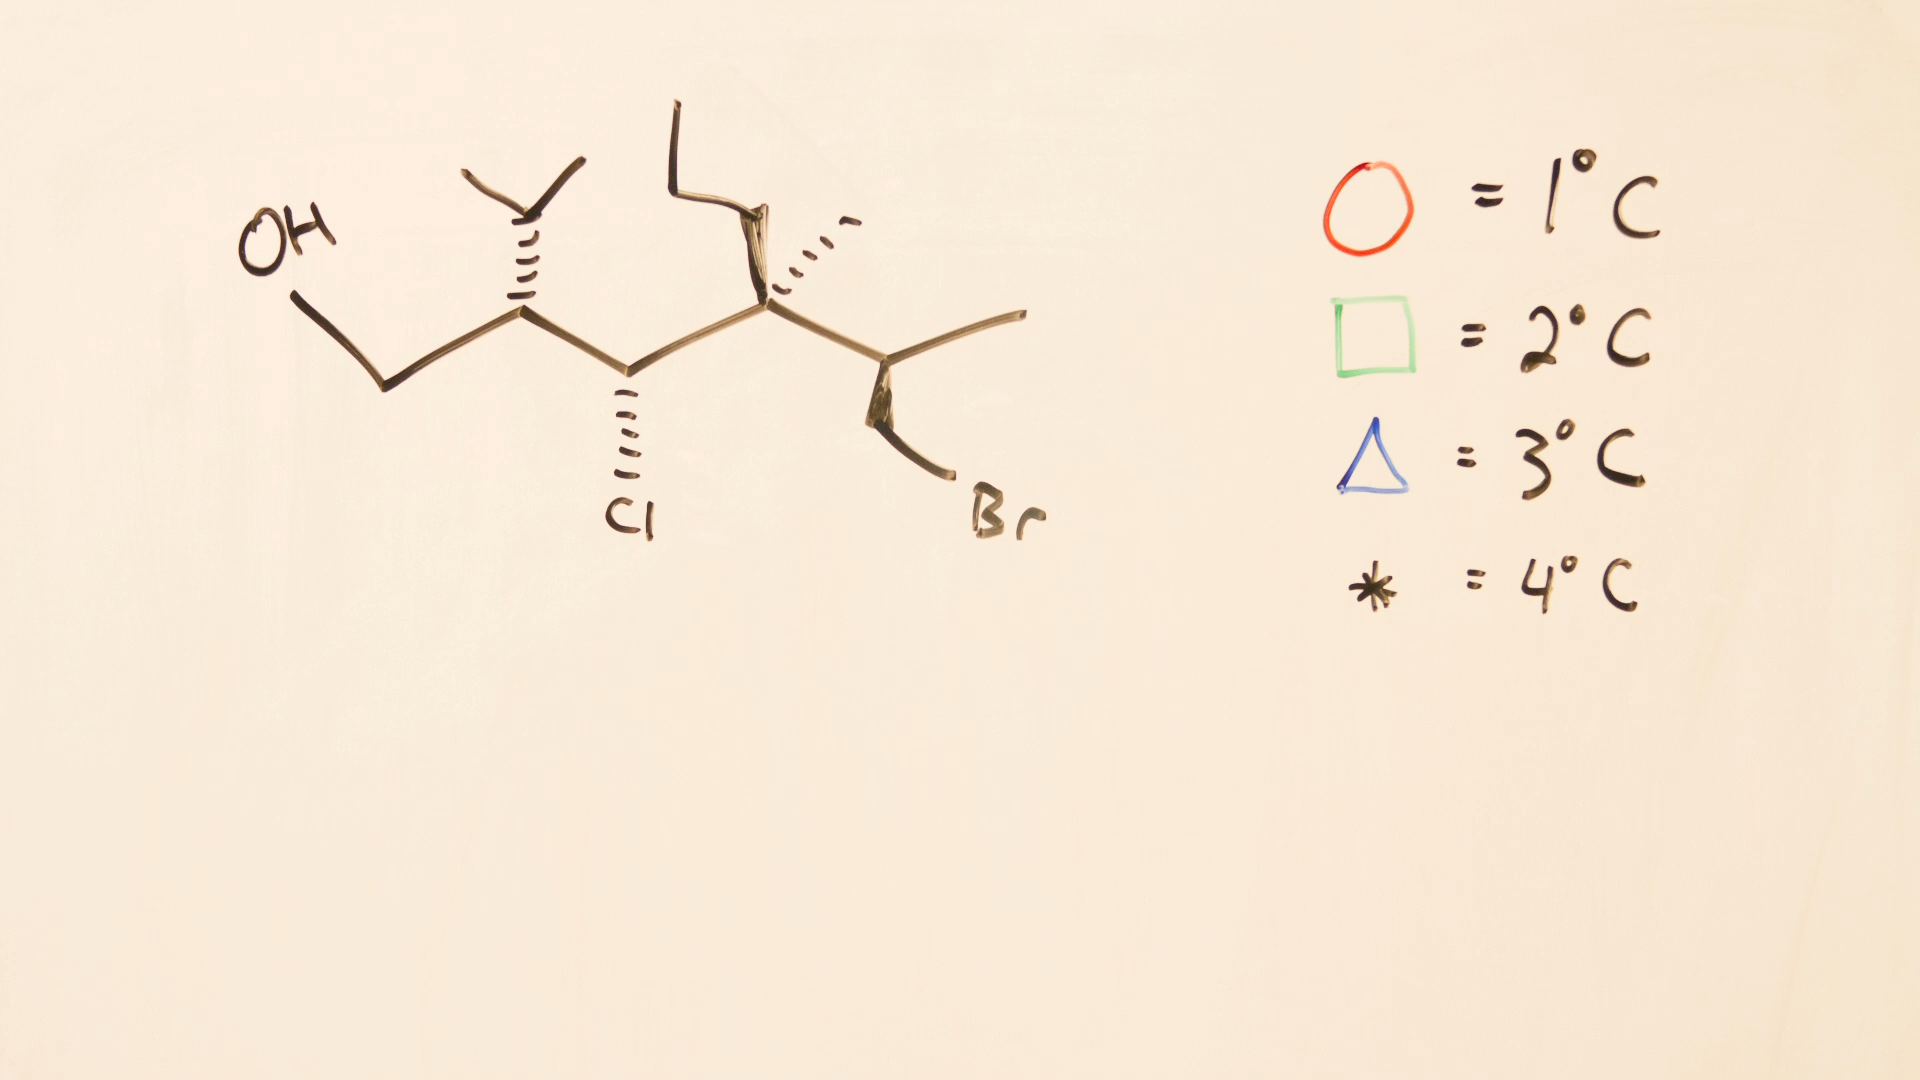 OH
Cl
Br
= 1° C
= 2° C
= 3° C
* = 4° C